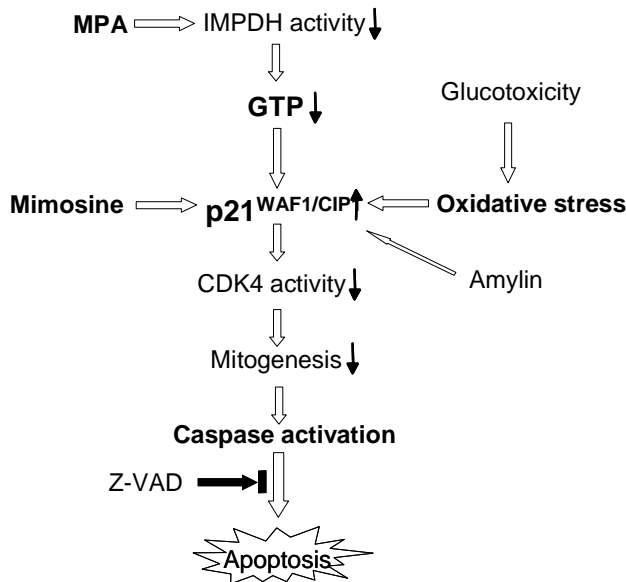 MPA IMPDH activity
GTP
Glucotoxicity
Mimosine p21WAF1/CIP Oxidative stress
CDK4 activity
Amylin
Mitogenesis
Caspase activation
Z-VAD
Apoptosis